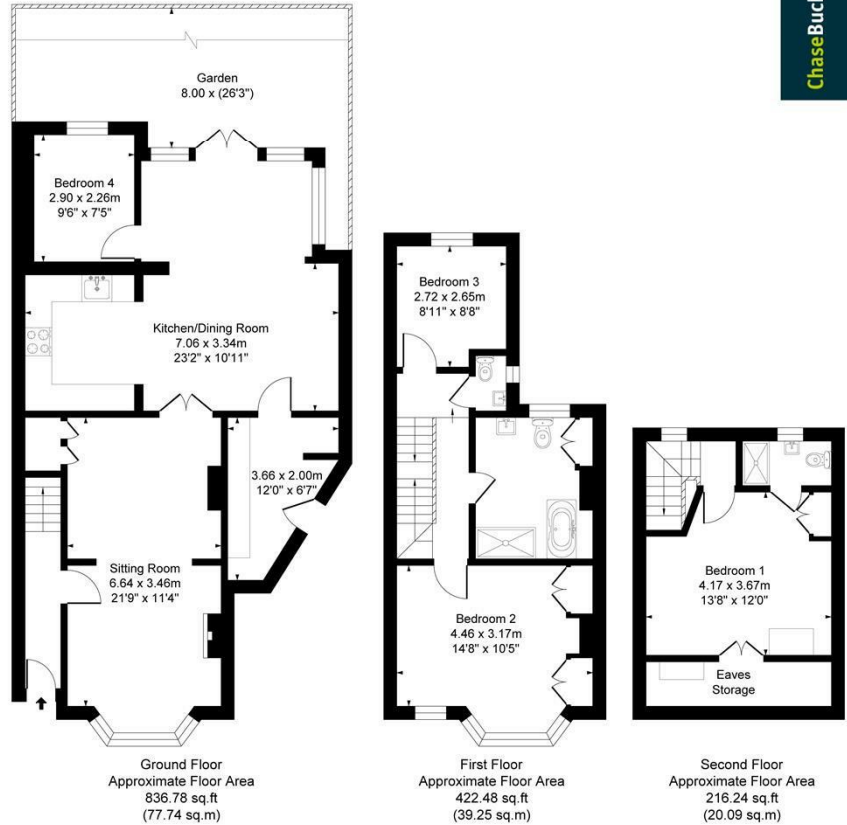 ChaseBuch
Garden
8.00 x (26'3")
Bedroom 4
2.90 x 2.26m
9'6" x 7'5"
Kitchen/Dining Room
7.06 x 3.34m
23'2" x 10'11"
3.66 x 2.00m
12'0" x 6'7"
Sitting Room
6.64 x 3.46m
21'9" x 11'4"
Ground Floor
Approximate Floor Area
836.78 sq.ft
(77.74 sq.m)
Bedroom 3
2.72 x 2.65m
8'11" x 8'8"
Bedroom 2
4.46 x 3.17m
14'8" x 10'5"
First Floor
Approximate Floor Area
422.48 sq.ft
(39.25 sq.m)
Bedroom 1
4.17 x 3.67m
13'8" x 12'0"
Eaves
Storage
Second Floor
Approximate Floor Area
216.24 sq.ft
(20.09 sq.m)